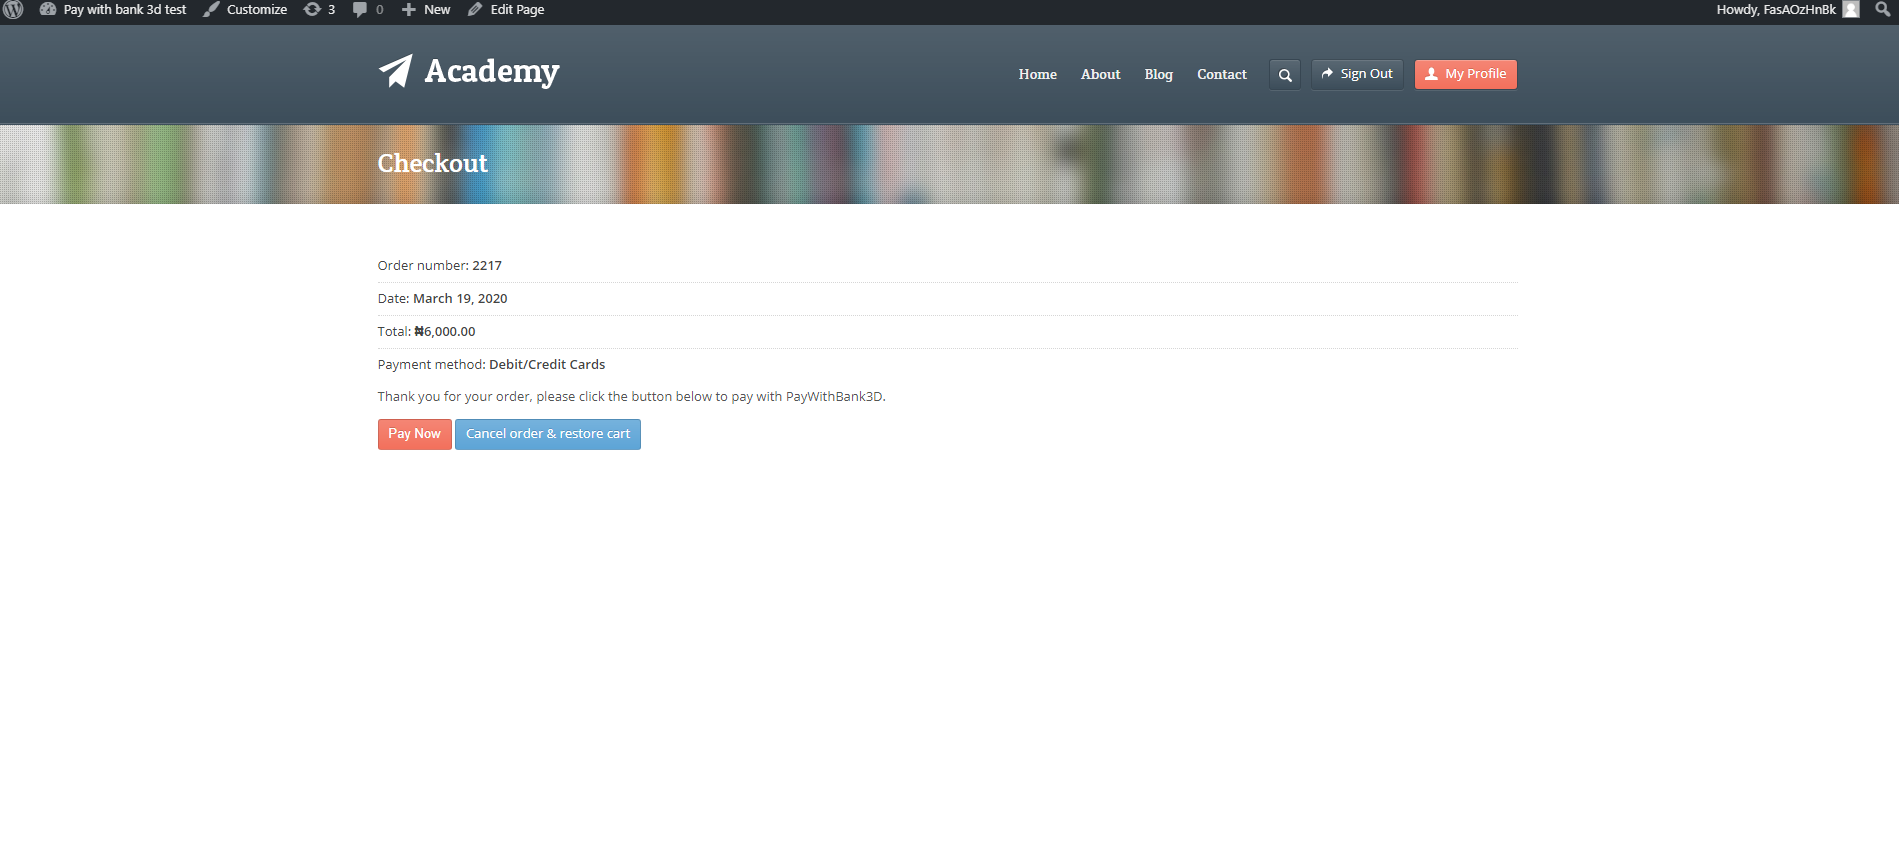 Pay with bank 3d test Customize 3 0 New Edit Page Howdy, FasAOzHnBk
Academy Home About Blog Contact Sign Out My Profile
Checkout
Order number: 2217
Date: March 19, 2020
Total: ₦6,000.00
Payment method: Debit/Credit Cards
Thank you for your order, please click the button below to pay with PayWithBank3D.
Pay Now Cancel order & restore cart